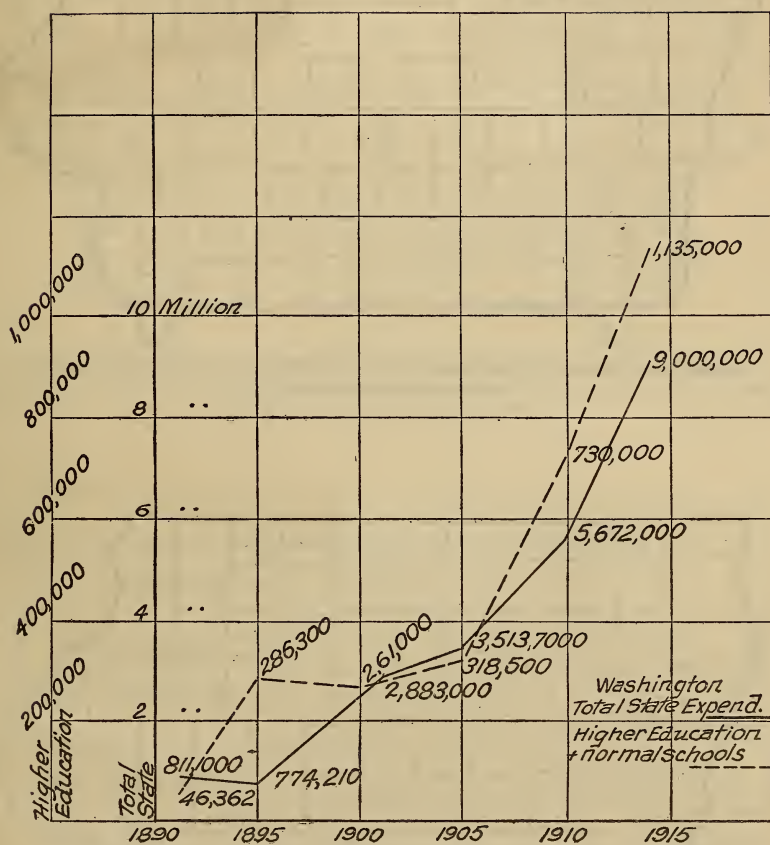 1,135,000
1,000,000
10 Million
9,000,000
800,000
8 ..
730,000
600,000
6 ..
5,672,000
400,000
4 ..
286,300
2,61,000
3,513,7000
318,500
2,883,000
200,000
2 ..
Washington
Total State Expend.
Higher Education
+ normal schools
811,000
774,210
46,362
Higher
Education
Total
State
1890 1895 1900 1905 1910 1915